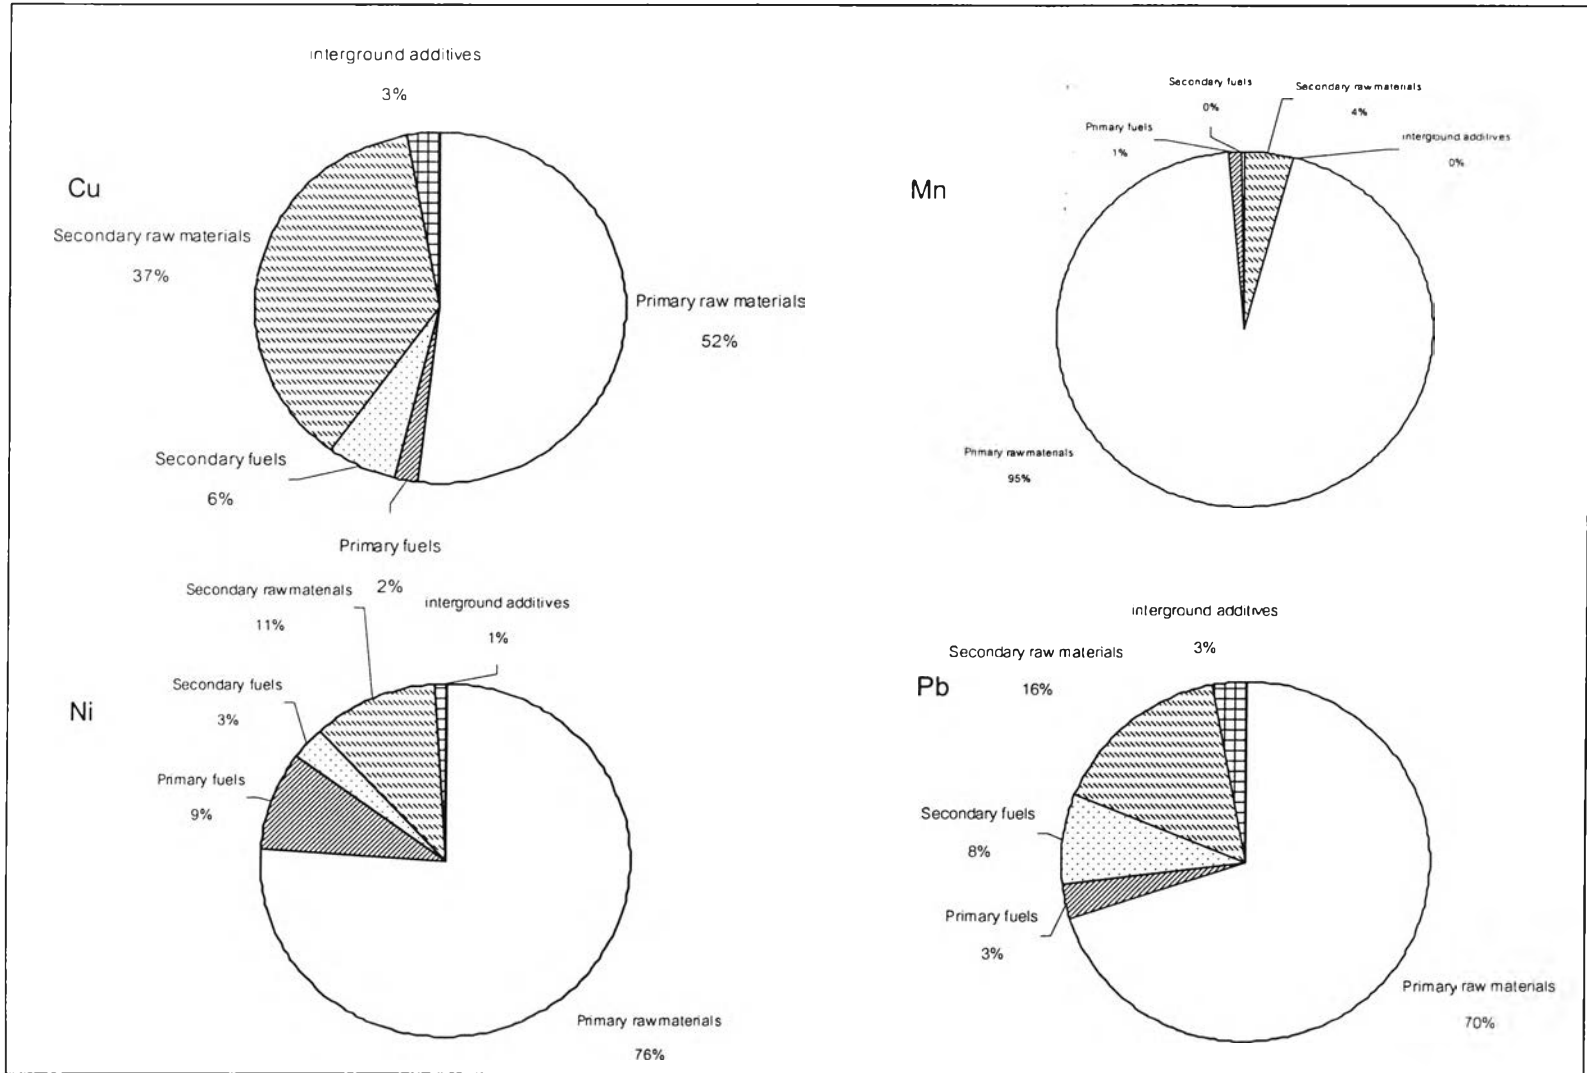 Cu
interground additives
3%
Secondary raw materials
37%
Primary raw materials
52%
Secondary fuels
6%
Primary fuels
2%
Mn
Secondary fuels
0%
Secondary raw materials
4%
Primary fuels
1%
interground additives
0%
Primary raw materials
95%
Ni
Secondary raw materials
11%
interground additives
1%
Secondary fuels
3%
Primary fuels
9%
Primary raw materials
76%
Pb
interground additives
3%
Secondary raw materials
16%
Secondary fuels
8%
Primary fuels
3%
Primary raw materials
70%